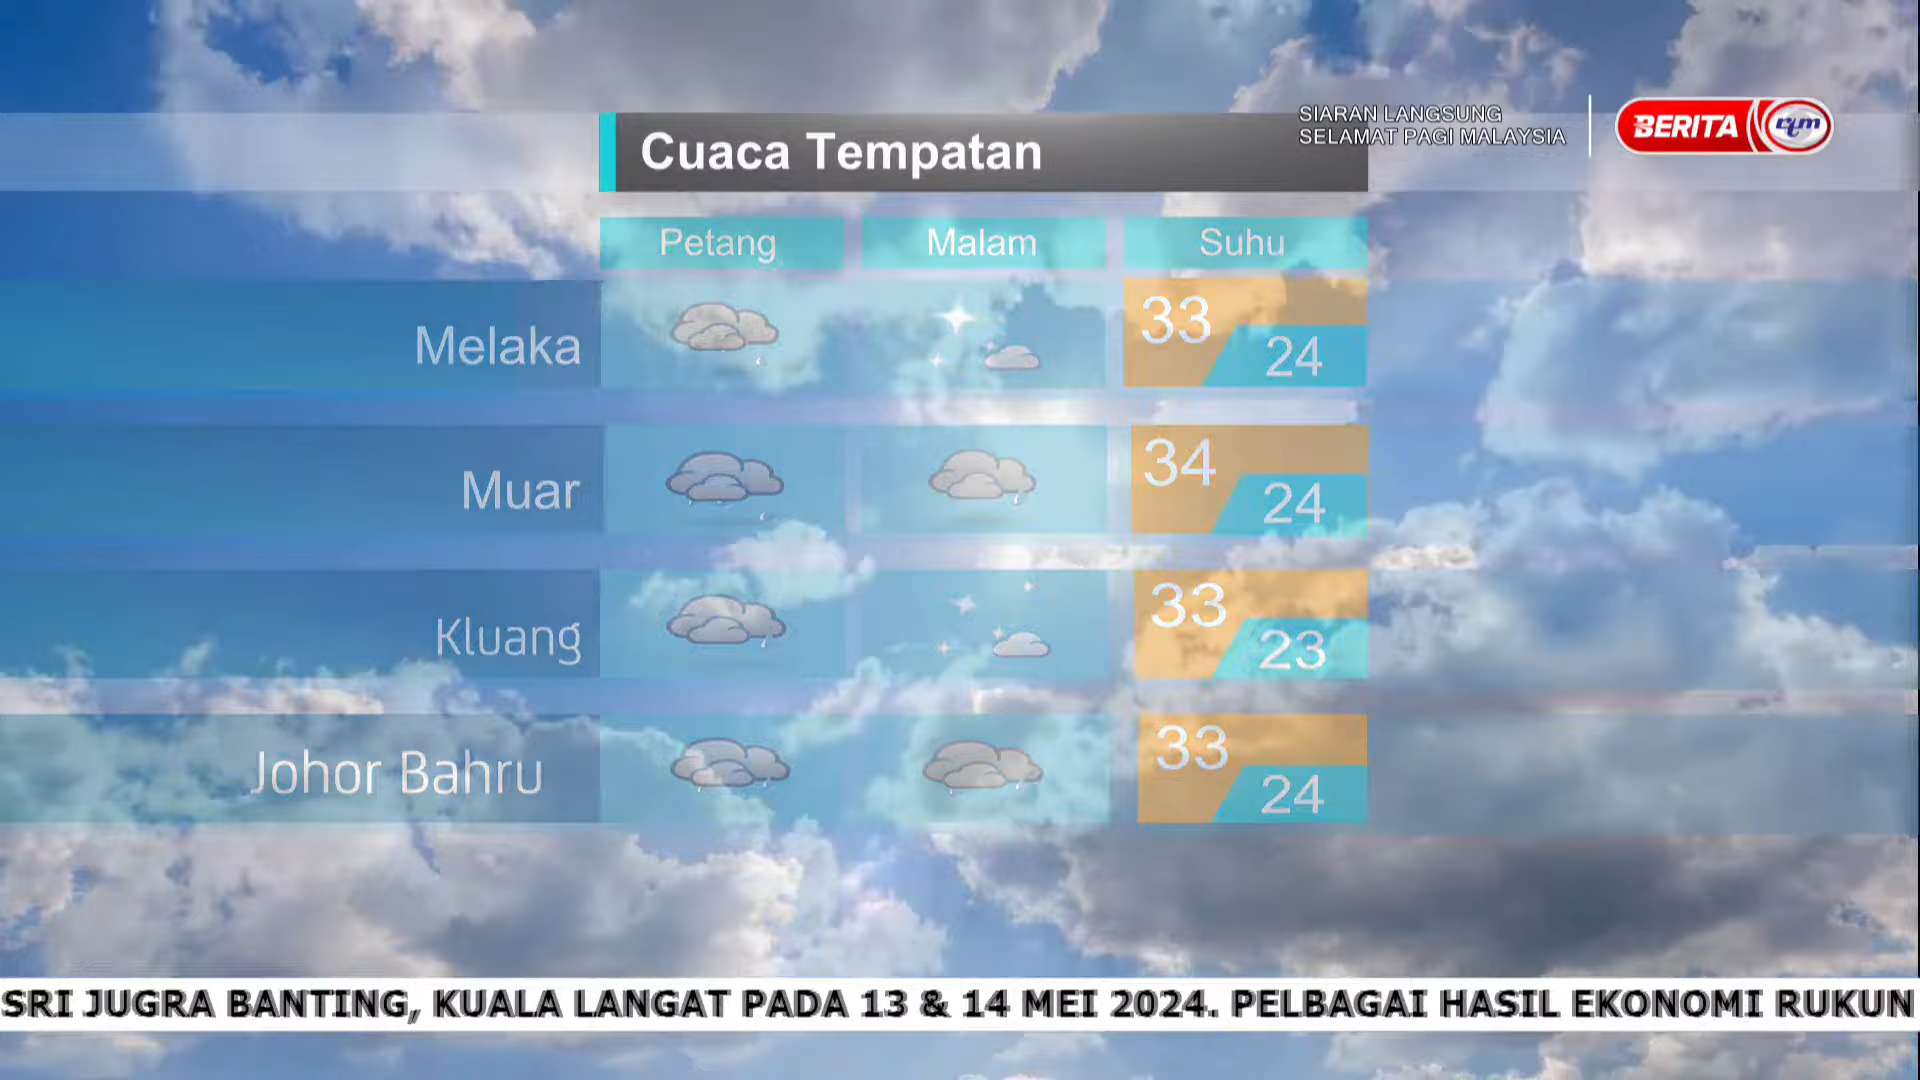 SIARAN LANGSUNG
SELAMAT PAGI MALAYSIA
BERITA rtm
Cuaca Tempatan
Petang Malam Suhu
Melaka 33 24
Muar 34 24
Kluang 33 23
Johor Bahru 33 24
SRI JUGRA BANTING, KUALA LANGAT PADA 13 & 14 MEI 2024. PELBAGAI HASIL EKONOMI RUKUN